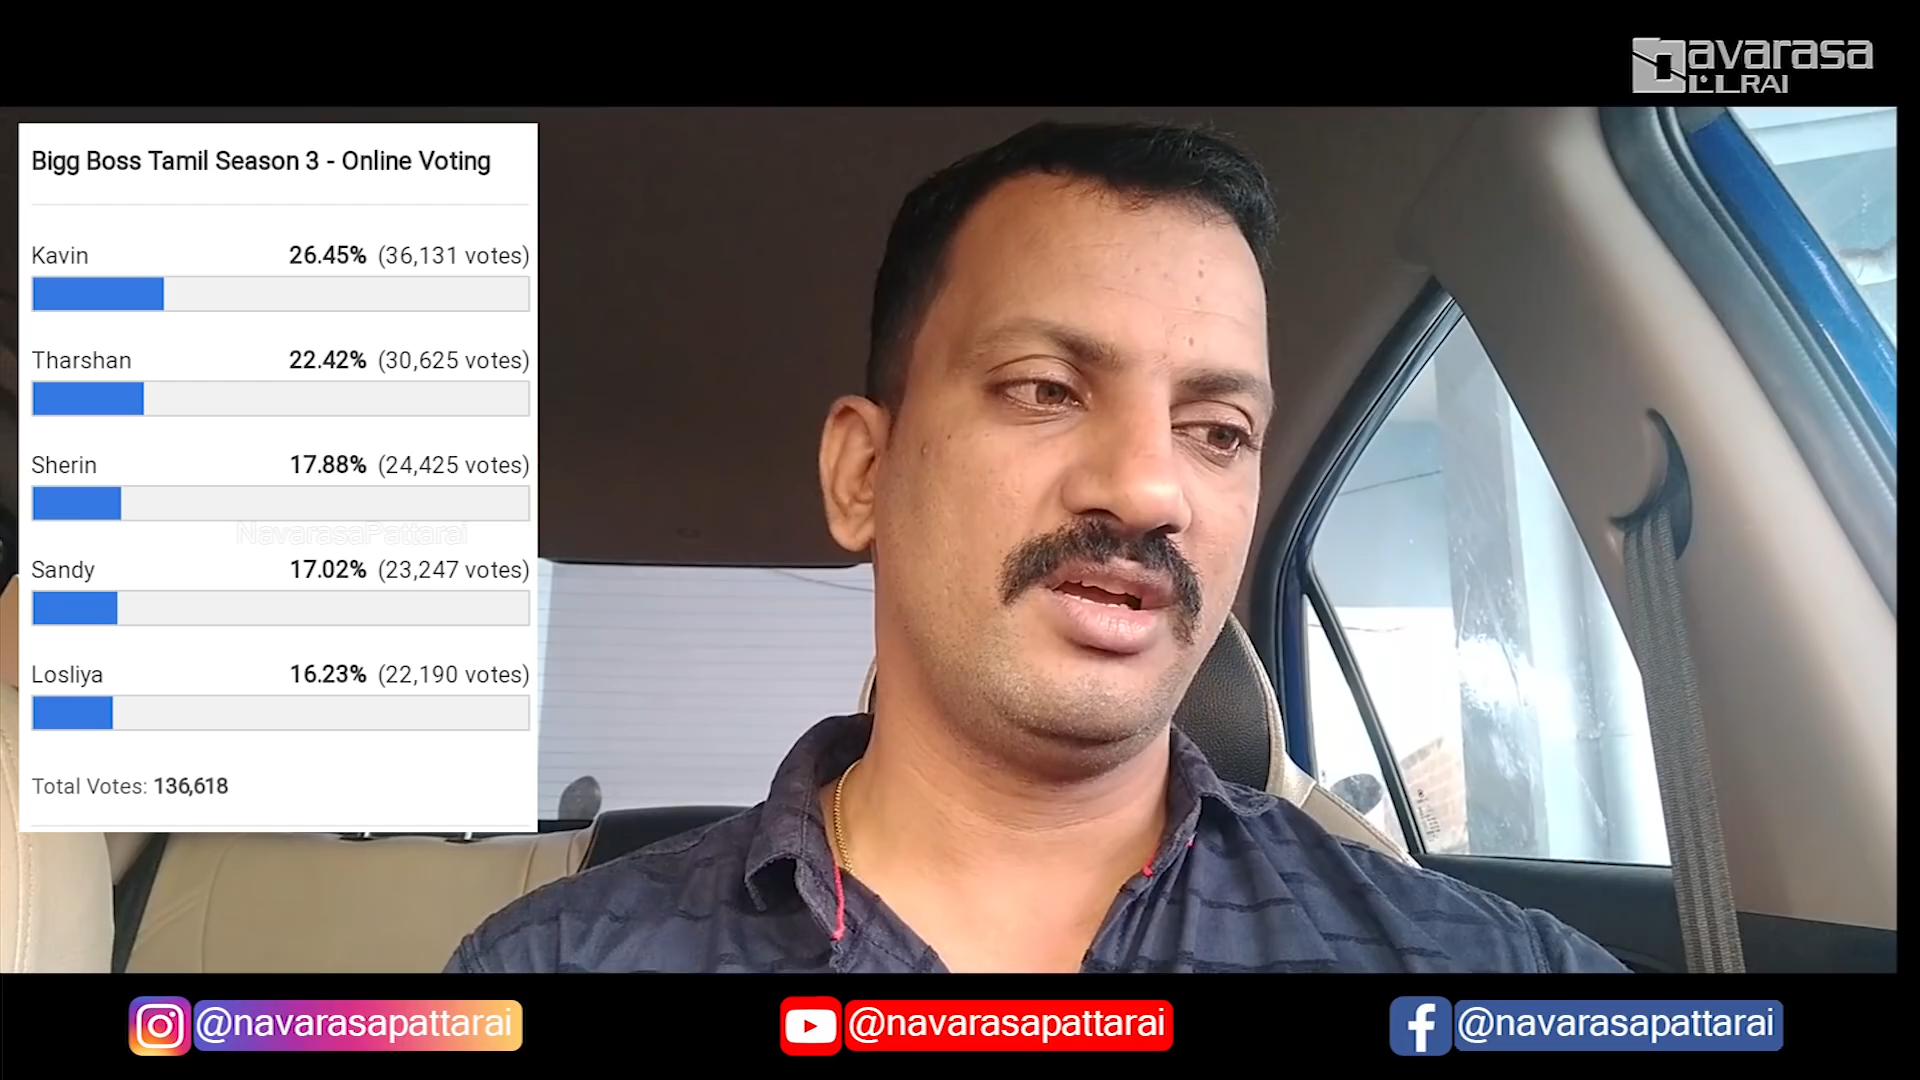 avarasa
RAI
Bigg Boss Tamil Season 3 - Online Voting
Kavin 26.45% (36,131 votes)
Tharshan 22.42% (30,625 votes)
Sherin 17.88% (24,425 votes)
NavarasaPattarai
Sandy 17.02% (23,247 votes)
Losliya 16.23% (22,190 votes)
Total Votes: 136,618
@navarasapattarai
@navarasapattarai
@navarasapattarai